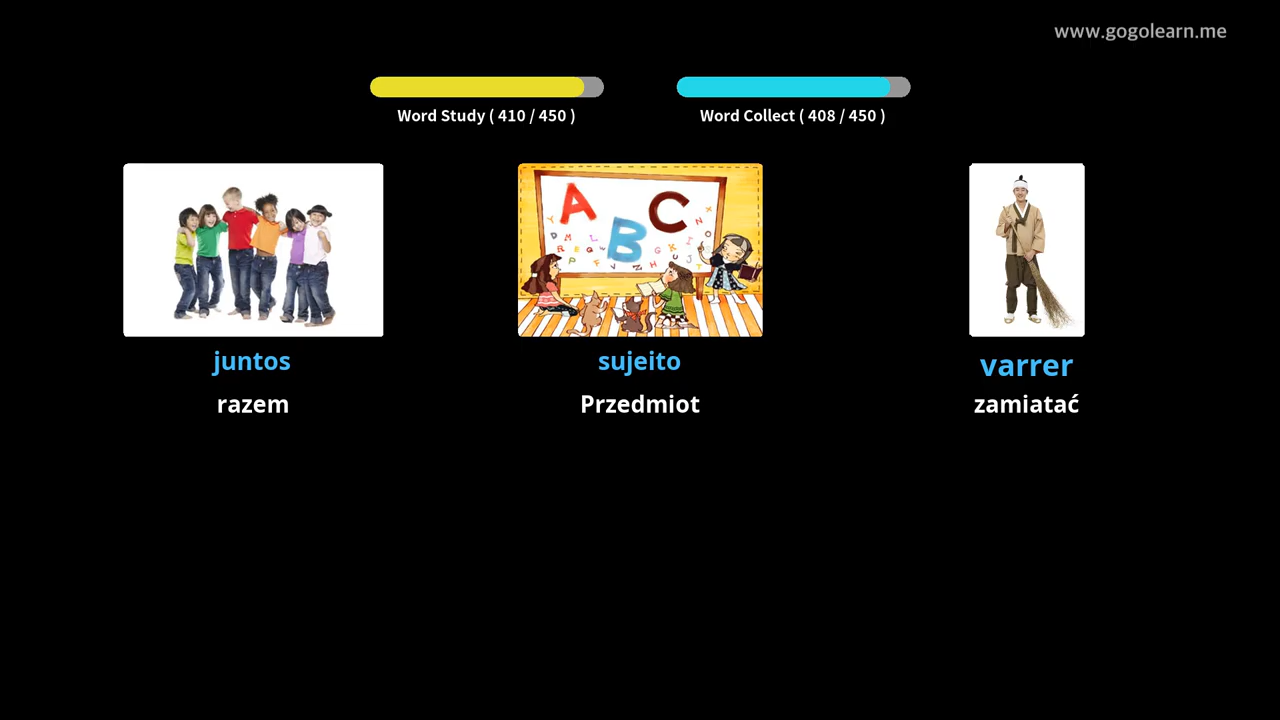 www.gogolearn.me
Word Study ( 410 / 450 )
Word Collect ( 408 / 450 )
A
B
C
juntos
razem
sujeito
Przedmiot
varrer
zamiatać